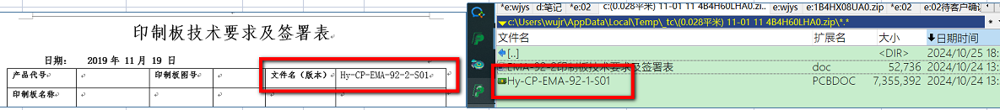 印制板技术要求及签署表
日期： 2019 年 11 月 19 日
产品代号 印制板图号 文件名（版本） Hy-CP-EMA-92-2-S01
印制板名称
*e:wjys d:笔记 *e:\02 c:(0.028平米) 11-01 11 4B4H60LHA0.z... *e:wjys e:1B4HX08UA0.zip *e:\02 e:\02待客户确认
c:\Users\wujr\AppData\Local\Temp\_tc\(0.028平米) 11-01 11 4B4H60LHA0.zip\*.*
文件名 扩展名 大小 日期时间
[..] <DIR> 2024/10/25 18:
EMA-92-2印制板技术要求及签署表 doc 52,736 2024/10/24 13:
Hy-CP-EMA-92-1-S01 PCBDOC 7,355,392 2024/10/24 13: